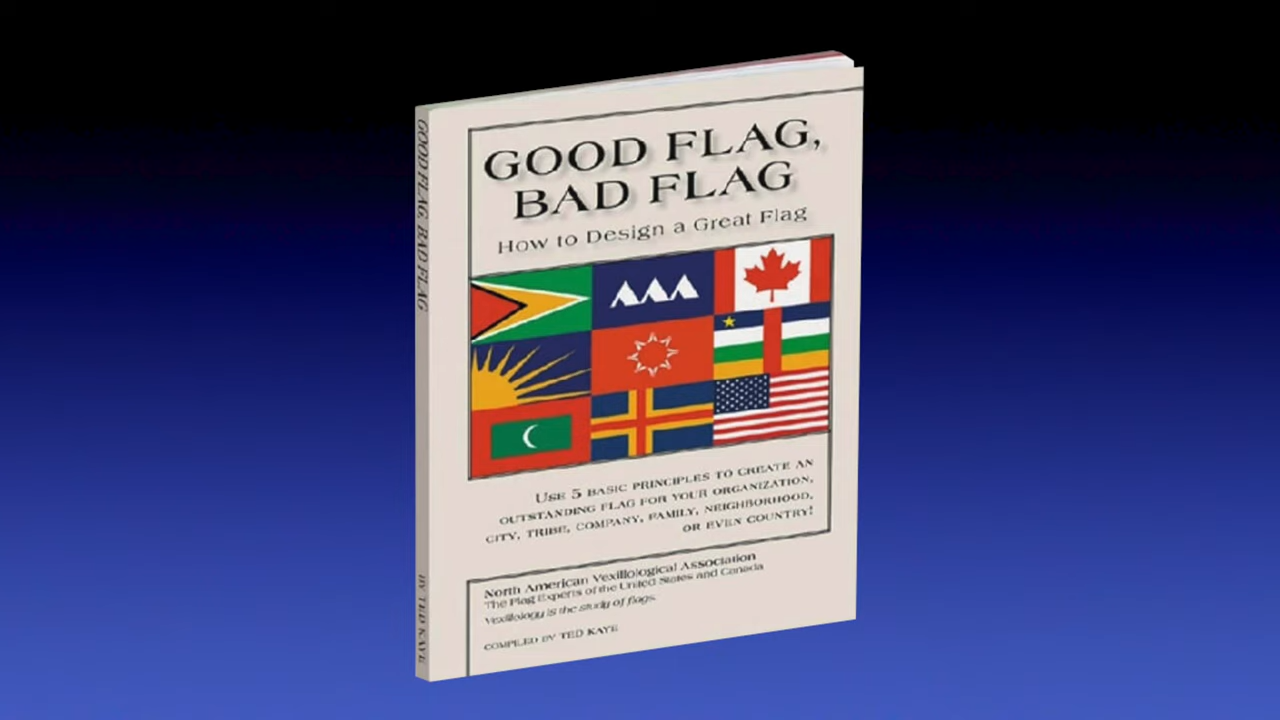 GOOD FLAG, BAD FLAG
BY TED KAYE
GOOD FLAG,
BAD FLAG
How to Design a Great Flag
USE 5 BASIC PRINCIPLES TO CREATE AN
OUTSTANDING FLAG FOR YOUR ORGANIZATION,
CITY, TRIBE, COMPANY, FAMILY, NEIGHBORHOOD,
OR EVEN COUNTRY!
North American Vexillological Association
The Flag Experts of the United States and Canada
Vexillology is the study of flags.
COMPILED BY TED KAYE